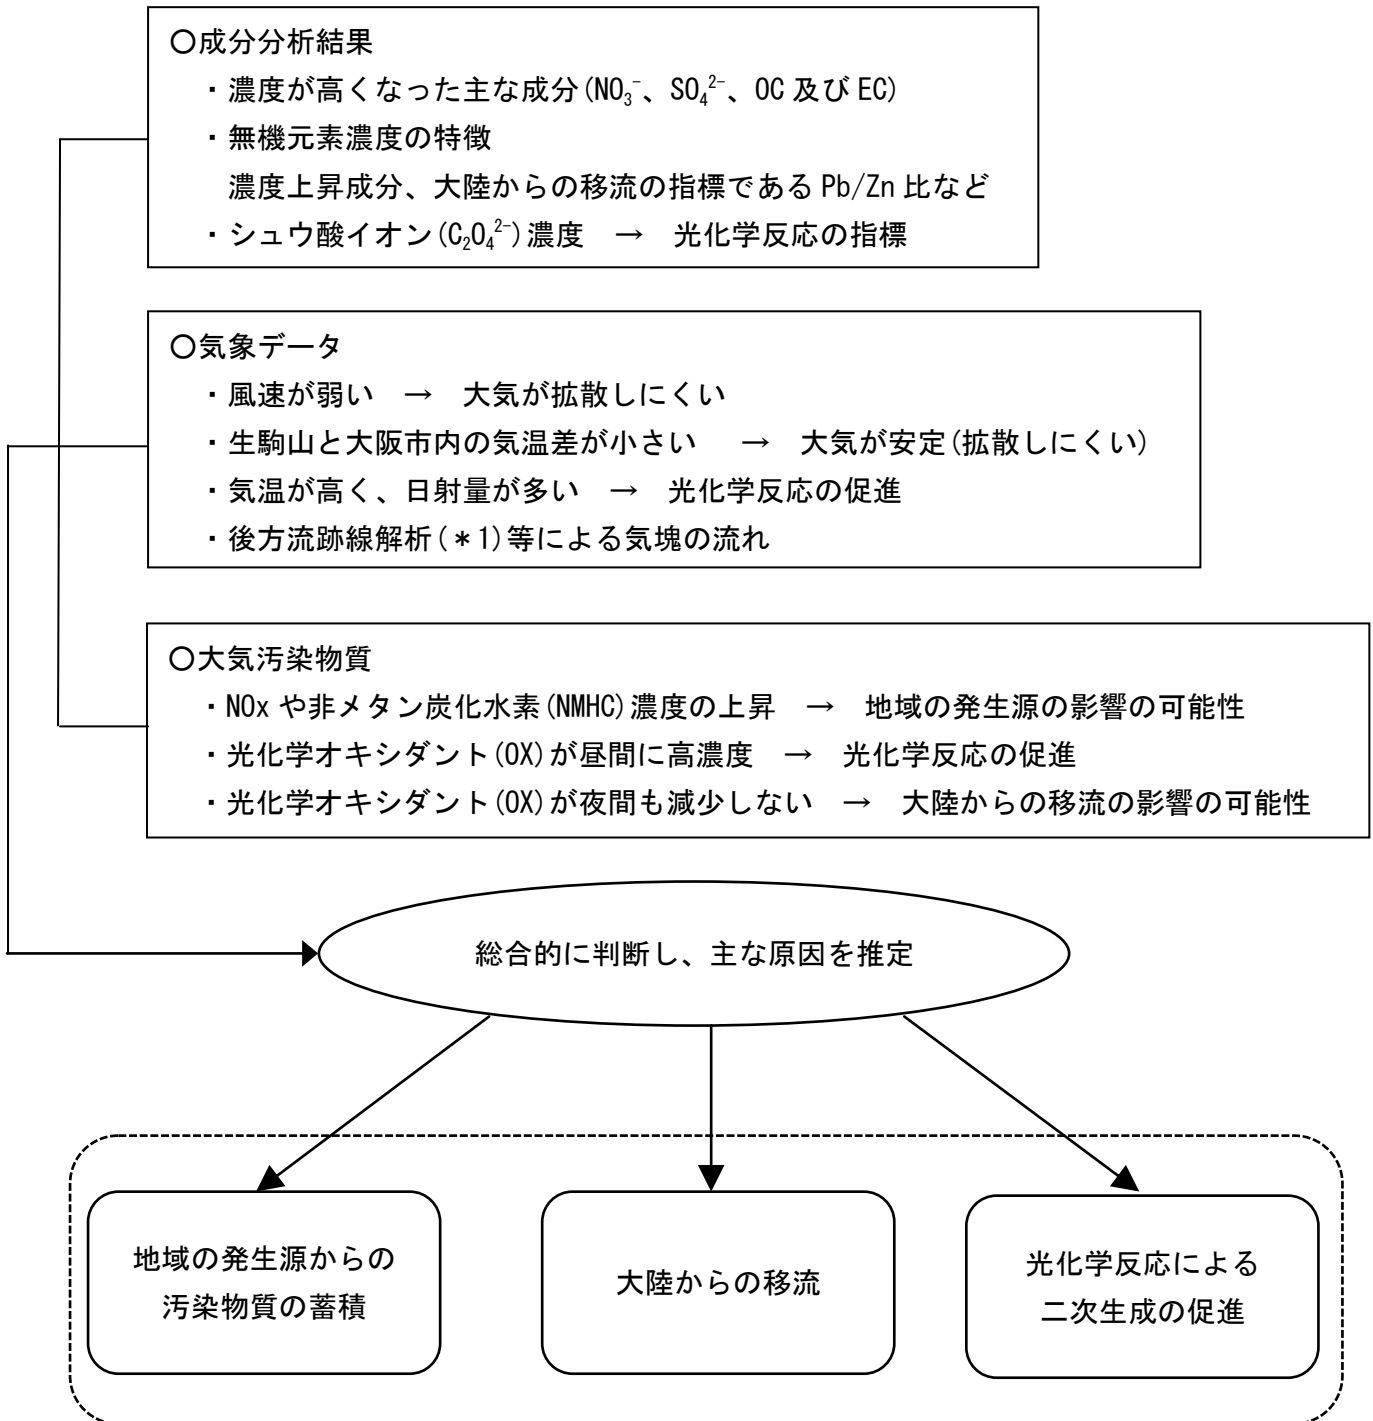 〇成分分析結果
・濃度が高くなった主な成分(NO₃⁻、SO₄²⁻、OC 及び EC)
・無機元素濃度の特徴
濃度上昇成分、大陸からの移流の指標である Pb/Zn 比など
・シュウ酸イオン(C₂O₄²⁻)濃度 → 光化学反応の指標
〇気象データ
・風速が弱い → 大気が拡散しにくい
・生駒山と大阪市内の気温差が小さい → 大気が安定(拡散しにくい)
・気温が高く、日射量が多い → 光化学反応の促進
・後方流跡線解析(＊1)等による気塊の流れ
〇大気汚染物質
・NOx や非メタン炭化水素(NMHC)濃度の上昇 → 地域の発生源の影響の可能性
・光化学オキシダント(OX)が昼間に高濃度 → 光化学反応の促進
・光化学オキシダント(OX)が夜間も減少しない → 大陸からの移流の影響の可能性
総合的に判断し、主な原因を推定
地域の発生源からの
汚染物質の蓄積
大陸からの移流
光化学反応による
二次生成の促進